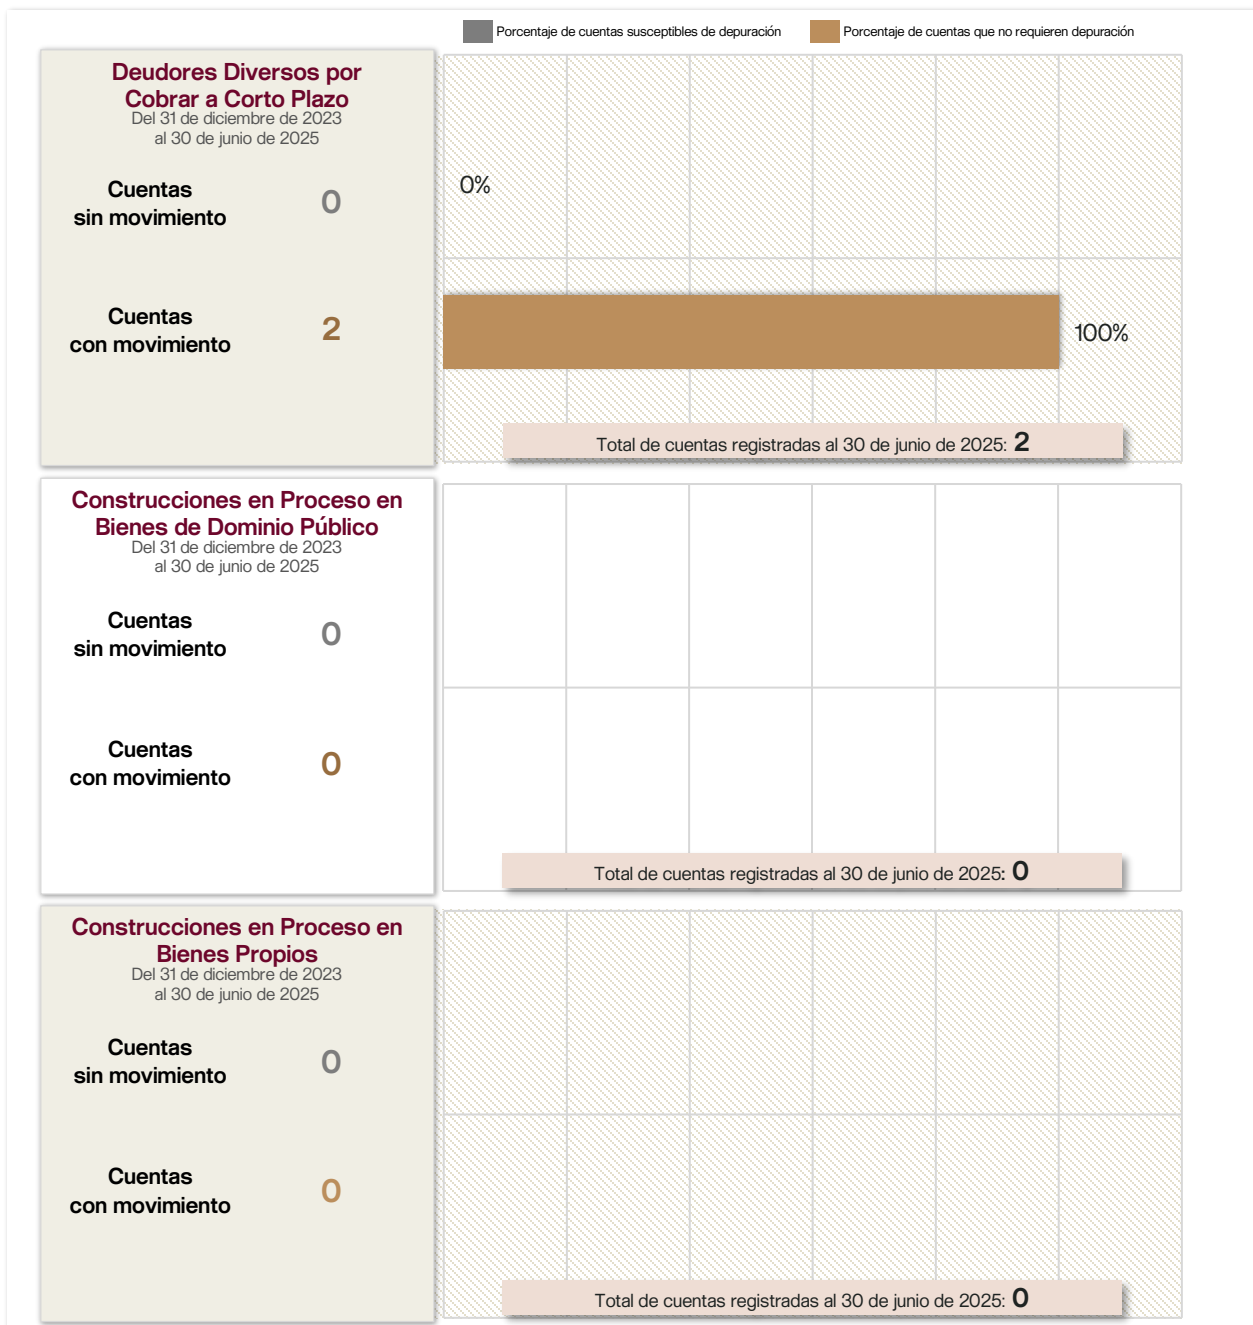 Porcentaje de cuentas susceptibles de depuración
Porcentaje de cuentas que no requieren depuración
Deudores Diversos por
Cobrar a Corto Plazo
Del 31 de diciembre de 2023
al 30 de junio de 2025
Cuentas
sin movimiento
0
0%
Cuentas
con movimiento
2
100%
Total de cuentas registradas al 30 de junio de 2025: 2
Construcciones en Proceso en
Bienes de Dominio Público
Del 31 de diciembre de 2023
al 30 de junio de 2025
Cuentas
sin movimiento
0
Cuentas
con movimiento
0
Total de cuentas registradas al 30 de junio de 2025: 0
Construcciones en Proceso en
Bienes Propios
Del 31 de diciembre de 2023
al 30 de junio de 2025
Cuentas
sin movimiento
0
Cuentas
con movimiento
0
Total de cuentas registradas al 30 de junio de 2025: 0